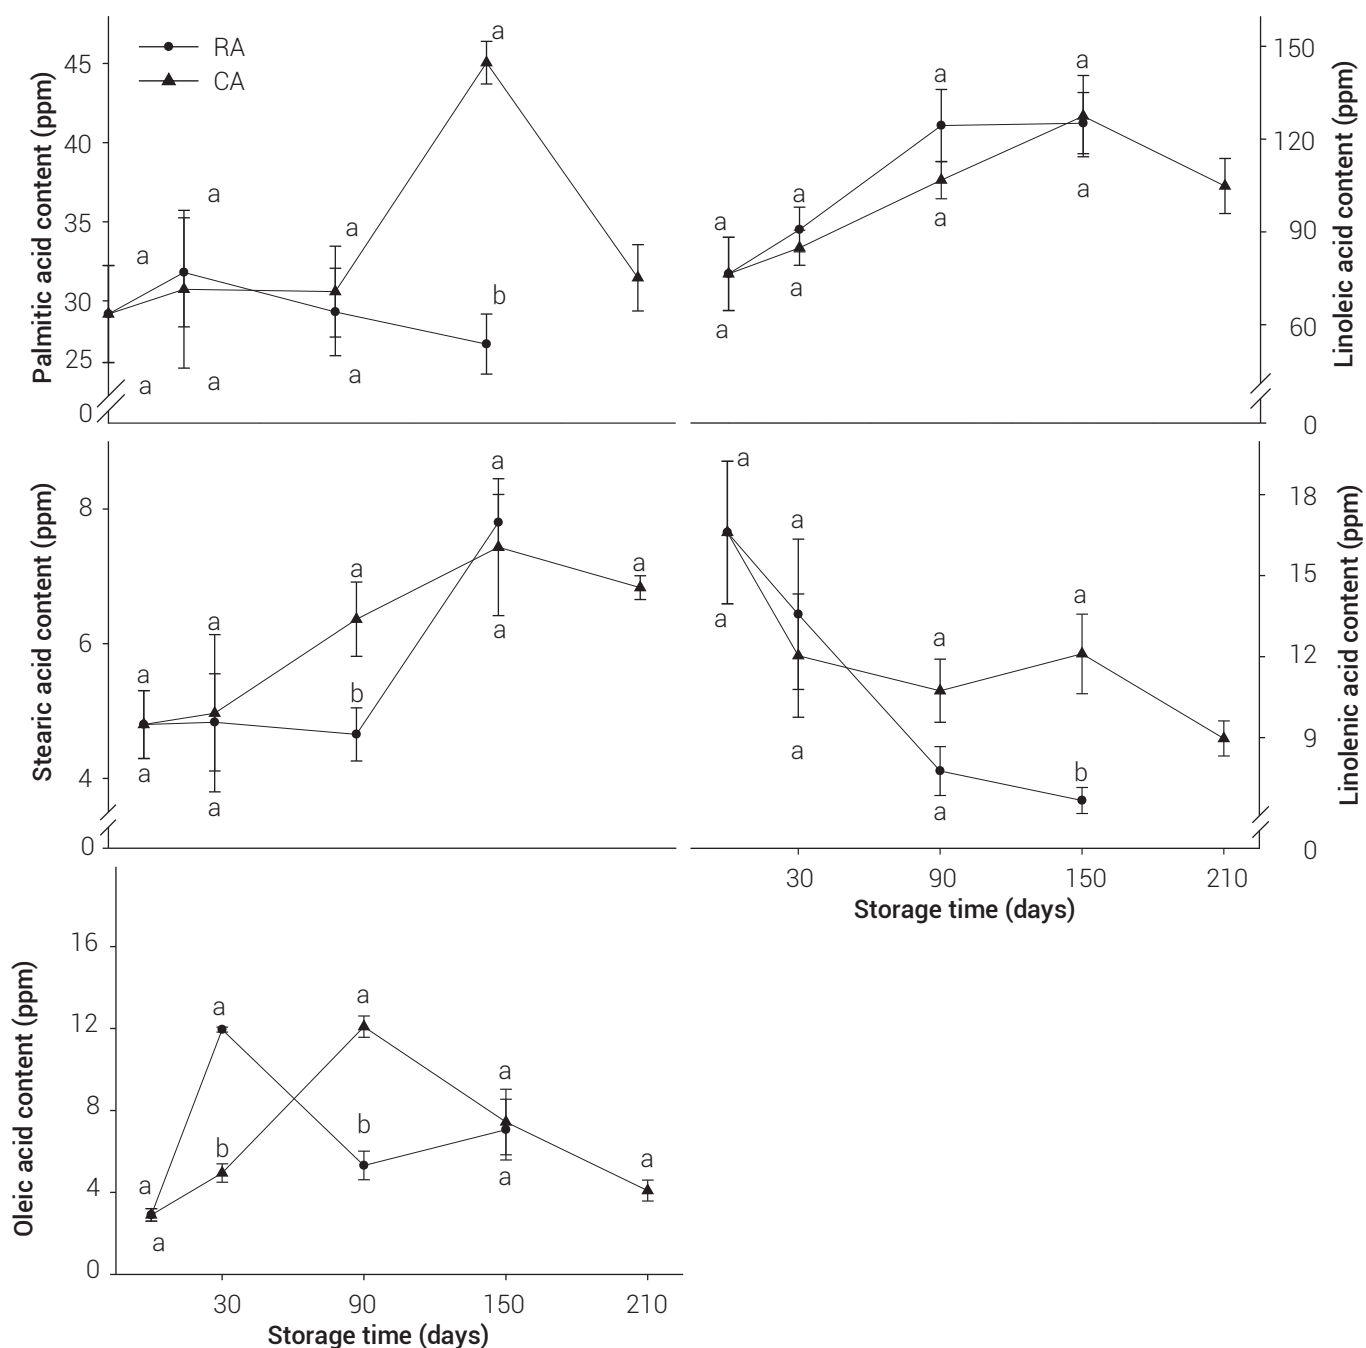 RA
CA
Palmitic acid content (ppm)
45
40
35
30
25
0
a
a
a
a
a
a
a
b
Linoleic acid content (ppm)
150
120
90
60
0
a
a
a
a
a
a
a
a
Stearic acid content (ppm)
8
6
4
0
a
a
a
a
a
a
a
b
a
Linolenic acid content (ppm)
18
15
12
9
0
a
a
a
a
a
a
a
b
30 90 150 210
Storage time (days)
Oleic acid content (ppm)
16
12
8
4
0
a
a
a
b
a
b
a
a
a
30 90 150 210
Storage time (days)